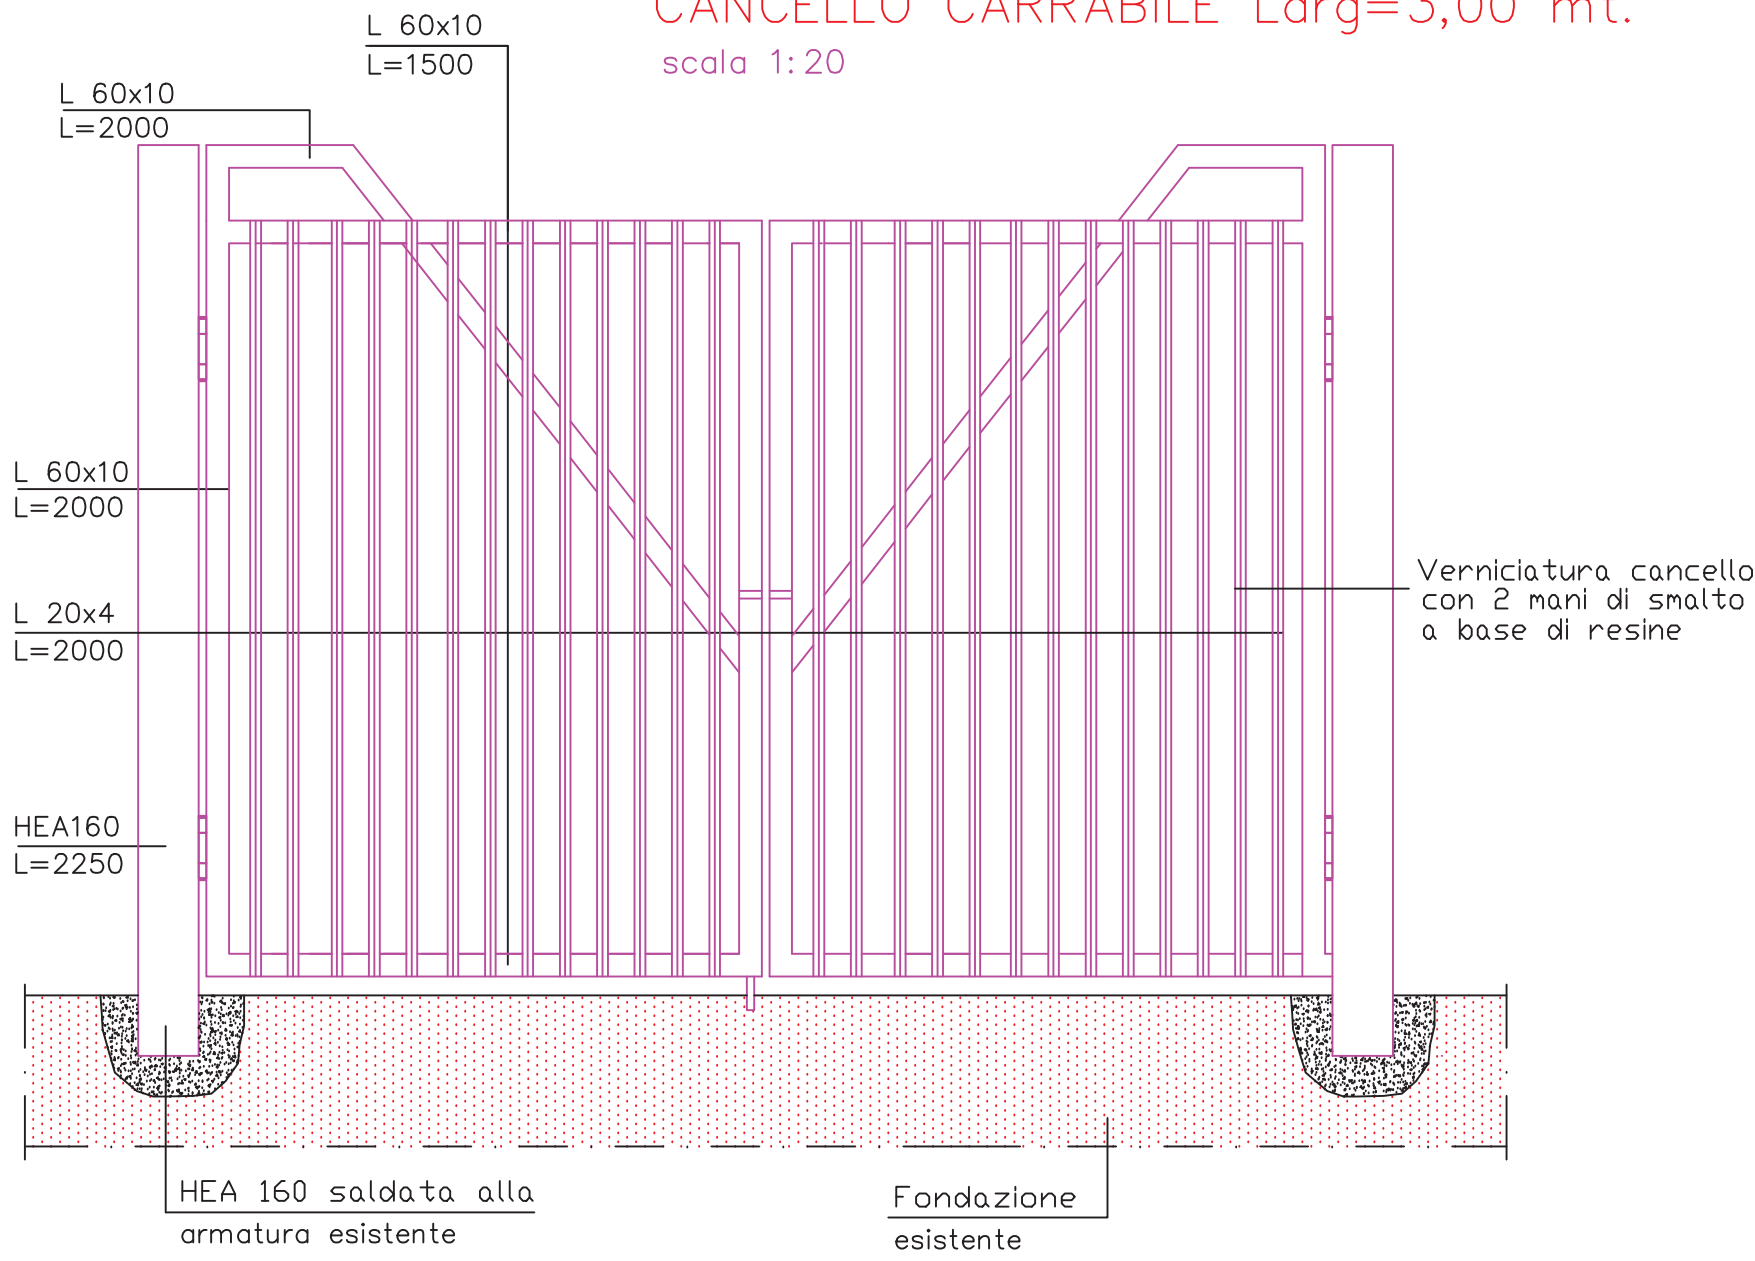 CANCELLO CARRABILE Larg=3,00 mt.
scala 1:20
L 60x10
L=1500
L 60x10
L=2000
L 60x10
L=2000
L 20x4
L=2000
HEA160
L=2250
Verniciatura cancello
con 2 mani di smalto
a base di resine
HEA 160 saldata alla
armatura esistente
Fondazione
esistente